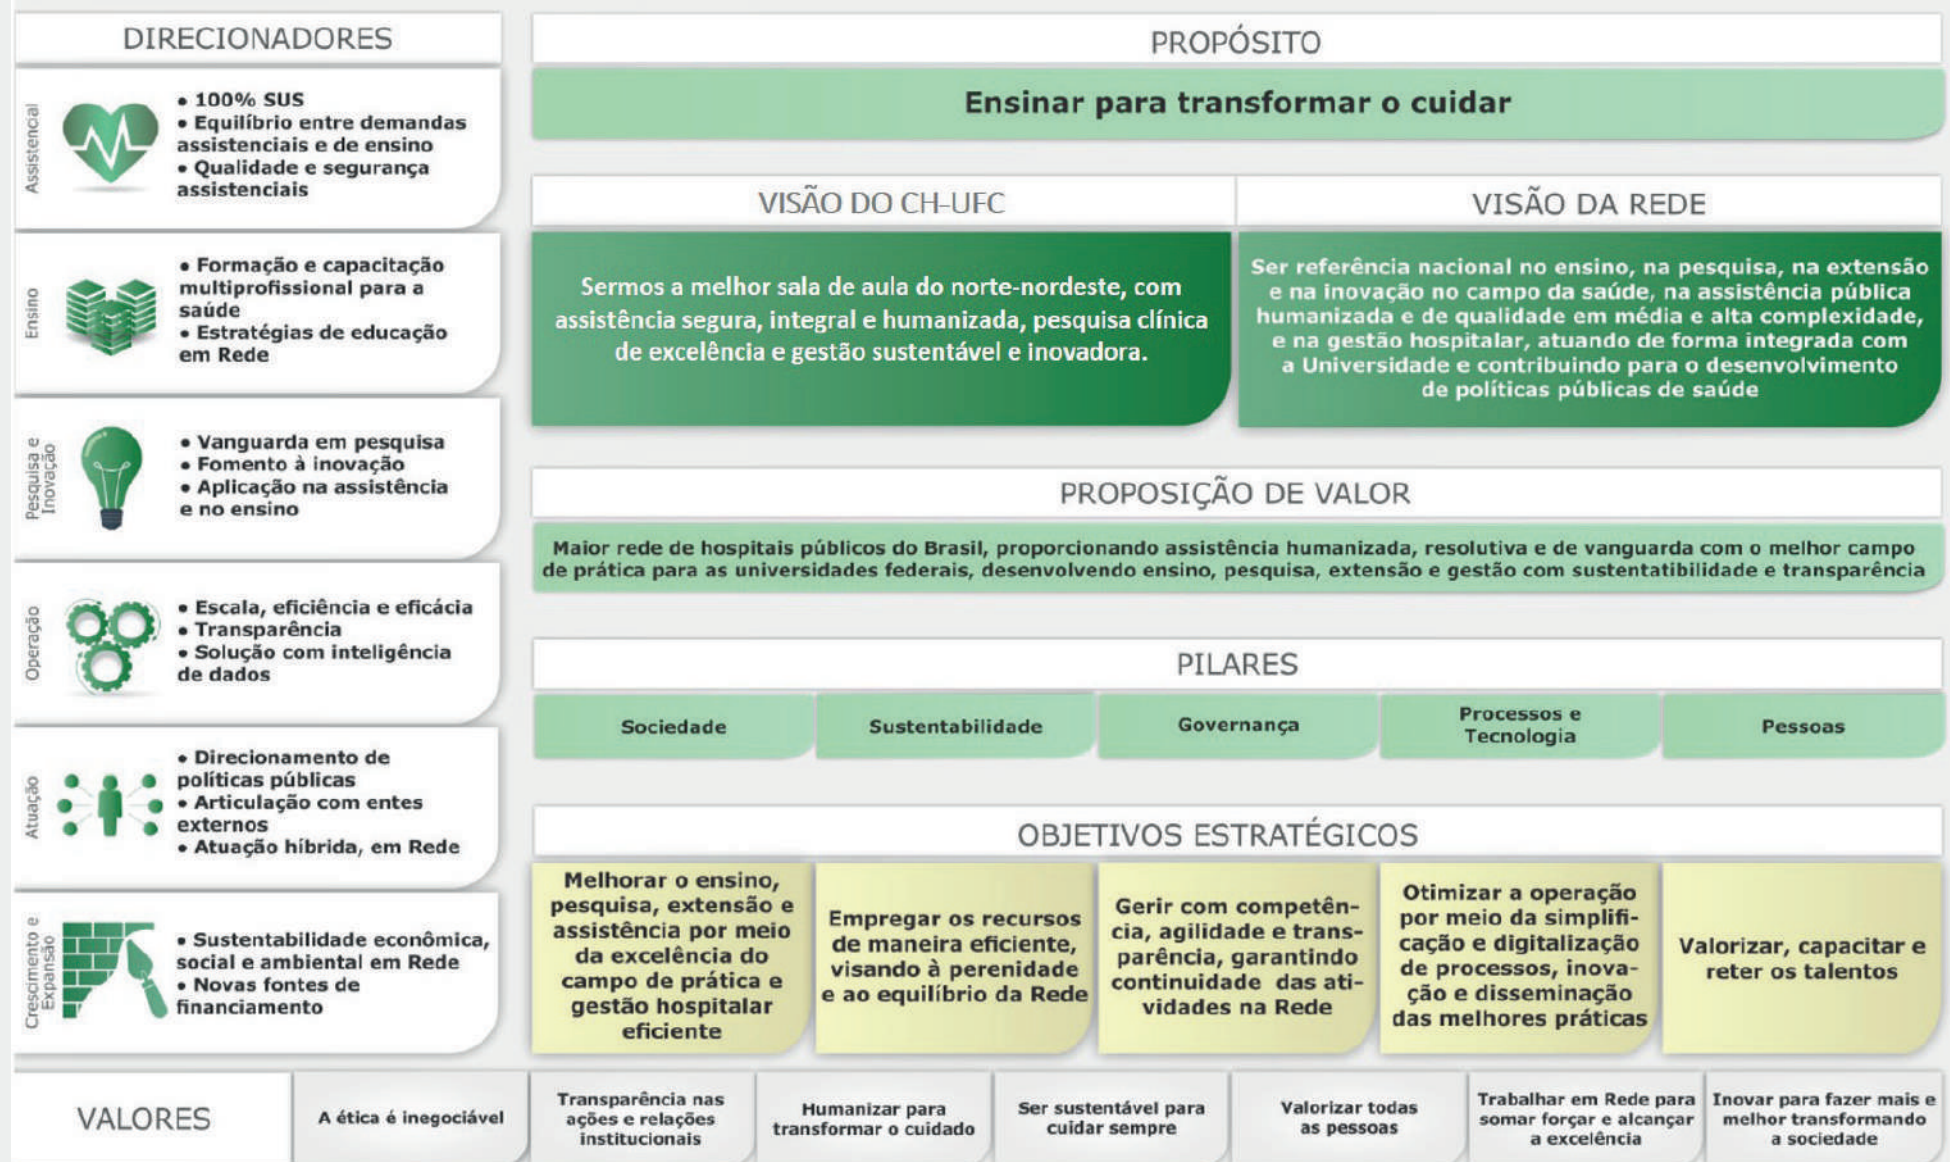 DIRECIONADORES
Assistencial
• 100% SUS
• Equilíbrio entre demandas
assistenciais e de ensino
• Qualidade e segurança
assistenciais
Ensino
• Formação e capacitação
multiprofissional para a
saúde
• Estratégias de educação
em Rede
Pesquisa e
Inovação
• Vanguarda em pesquisa
• Fomento à inovação
• Aplicação na assistência
e no ensino
Operação
• Escala, eficiência e eficácia
• Transparência
• Solução com inteligência
de dados
Atuação
• Direcionamento de
políticas públicas
• Articulação com entes
externos
• Atuação híbrida, em Rede
Crescimento e
Expansão
• Sustentabilidade econômica,
social e ambiental em Rede
• Novas fontes de
financiamento
PROPÓSITO
Ensinar para transformar o cuidar
VISÃO DO CH-UFC
Sermos a melhor sala de aula do norte-nordeste, com
assistência segura, integral e humanizada, pesquisa clínica
de excelência e gestão sustentável e inovadora.
VISÃO DA REDE
Ser referência nacional no ensino, na pesquisa, na extensão
e na inovação no campo da saúde, na assistência pública
humanizada e de qualidade em média e alta complexidade,
e na gestão hospitalar, atuando de forma integrada com
a Universidade e contribuindo para o desenvolvimento
de políticas públicas de saúde
PROPOSIÇÃO DE VALOR
Maior rede de hospitais públicos do Brasil, proporcionando assistência humanizada, resolutiva e de vanguarda com o melhor campo
de prática para as universidades federais, desenvolvendo ensino, pesquisa, extensão e gestão com sustentatibilidade e transparência
PILARES
Sociedade
Sustentabilidade
Governança
Processos e
Tecnologia
Pessoas
OBJETIVOS ESTRATÉGICOS
Melhorar o ensino,
pesquisa, extensão e
assistência por meio
da excelência do
campo de prática e
gestão hospitalar
eficiente
Empregar os recursos
de maneira eficiente,
visando à perenidade
e ao equilíbrio da Rede
Gerir com competên-
cia, agilidade e trans-
parência, garantindo
continuidade das ati-
vidades na Rede
Otimizar a operação
por meio da simplifi-
cação e digitalização
de processos, inova-
ção e disseminação
das melhores práticas
Valorizar, capacitar e
reter os talentos
VALORES
A ética é inegociável
Transparência nas
ações e relações
institucionais
Humanizar para
transformar o cuidado
Ser sustentável para
cuidar sempre
Valorizar todas
as pessoas
Trabalhar em Rede para
somar forçar e alcançar
a excelência
Inovar para fazer mais e
melhor transformando
a sociedade